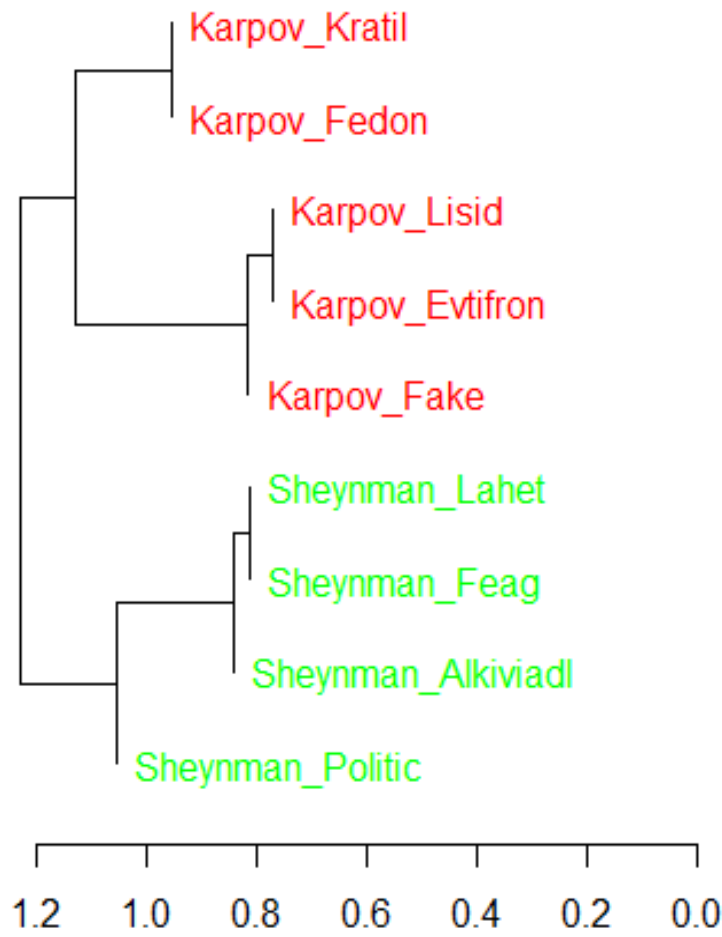 Karpov_Kratil
Karpov_Fedon
Karpov_Lisid
Karpov_Evtifron
Karpov_Fake
Sheynman_Lahet
Sheynman_Feag
Sheynman_AlkiviadI
Sheynman_Politic
1.2 1.0 0.8 0.6 0.4 0.2 0.0